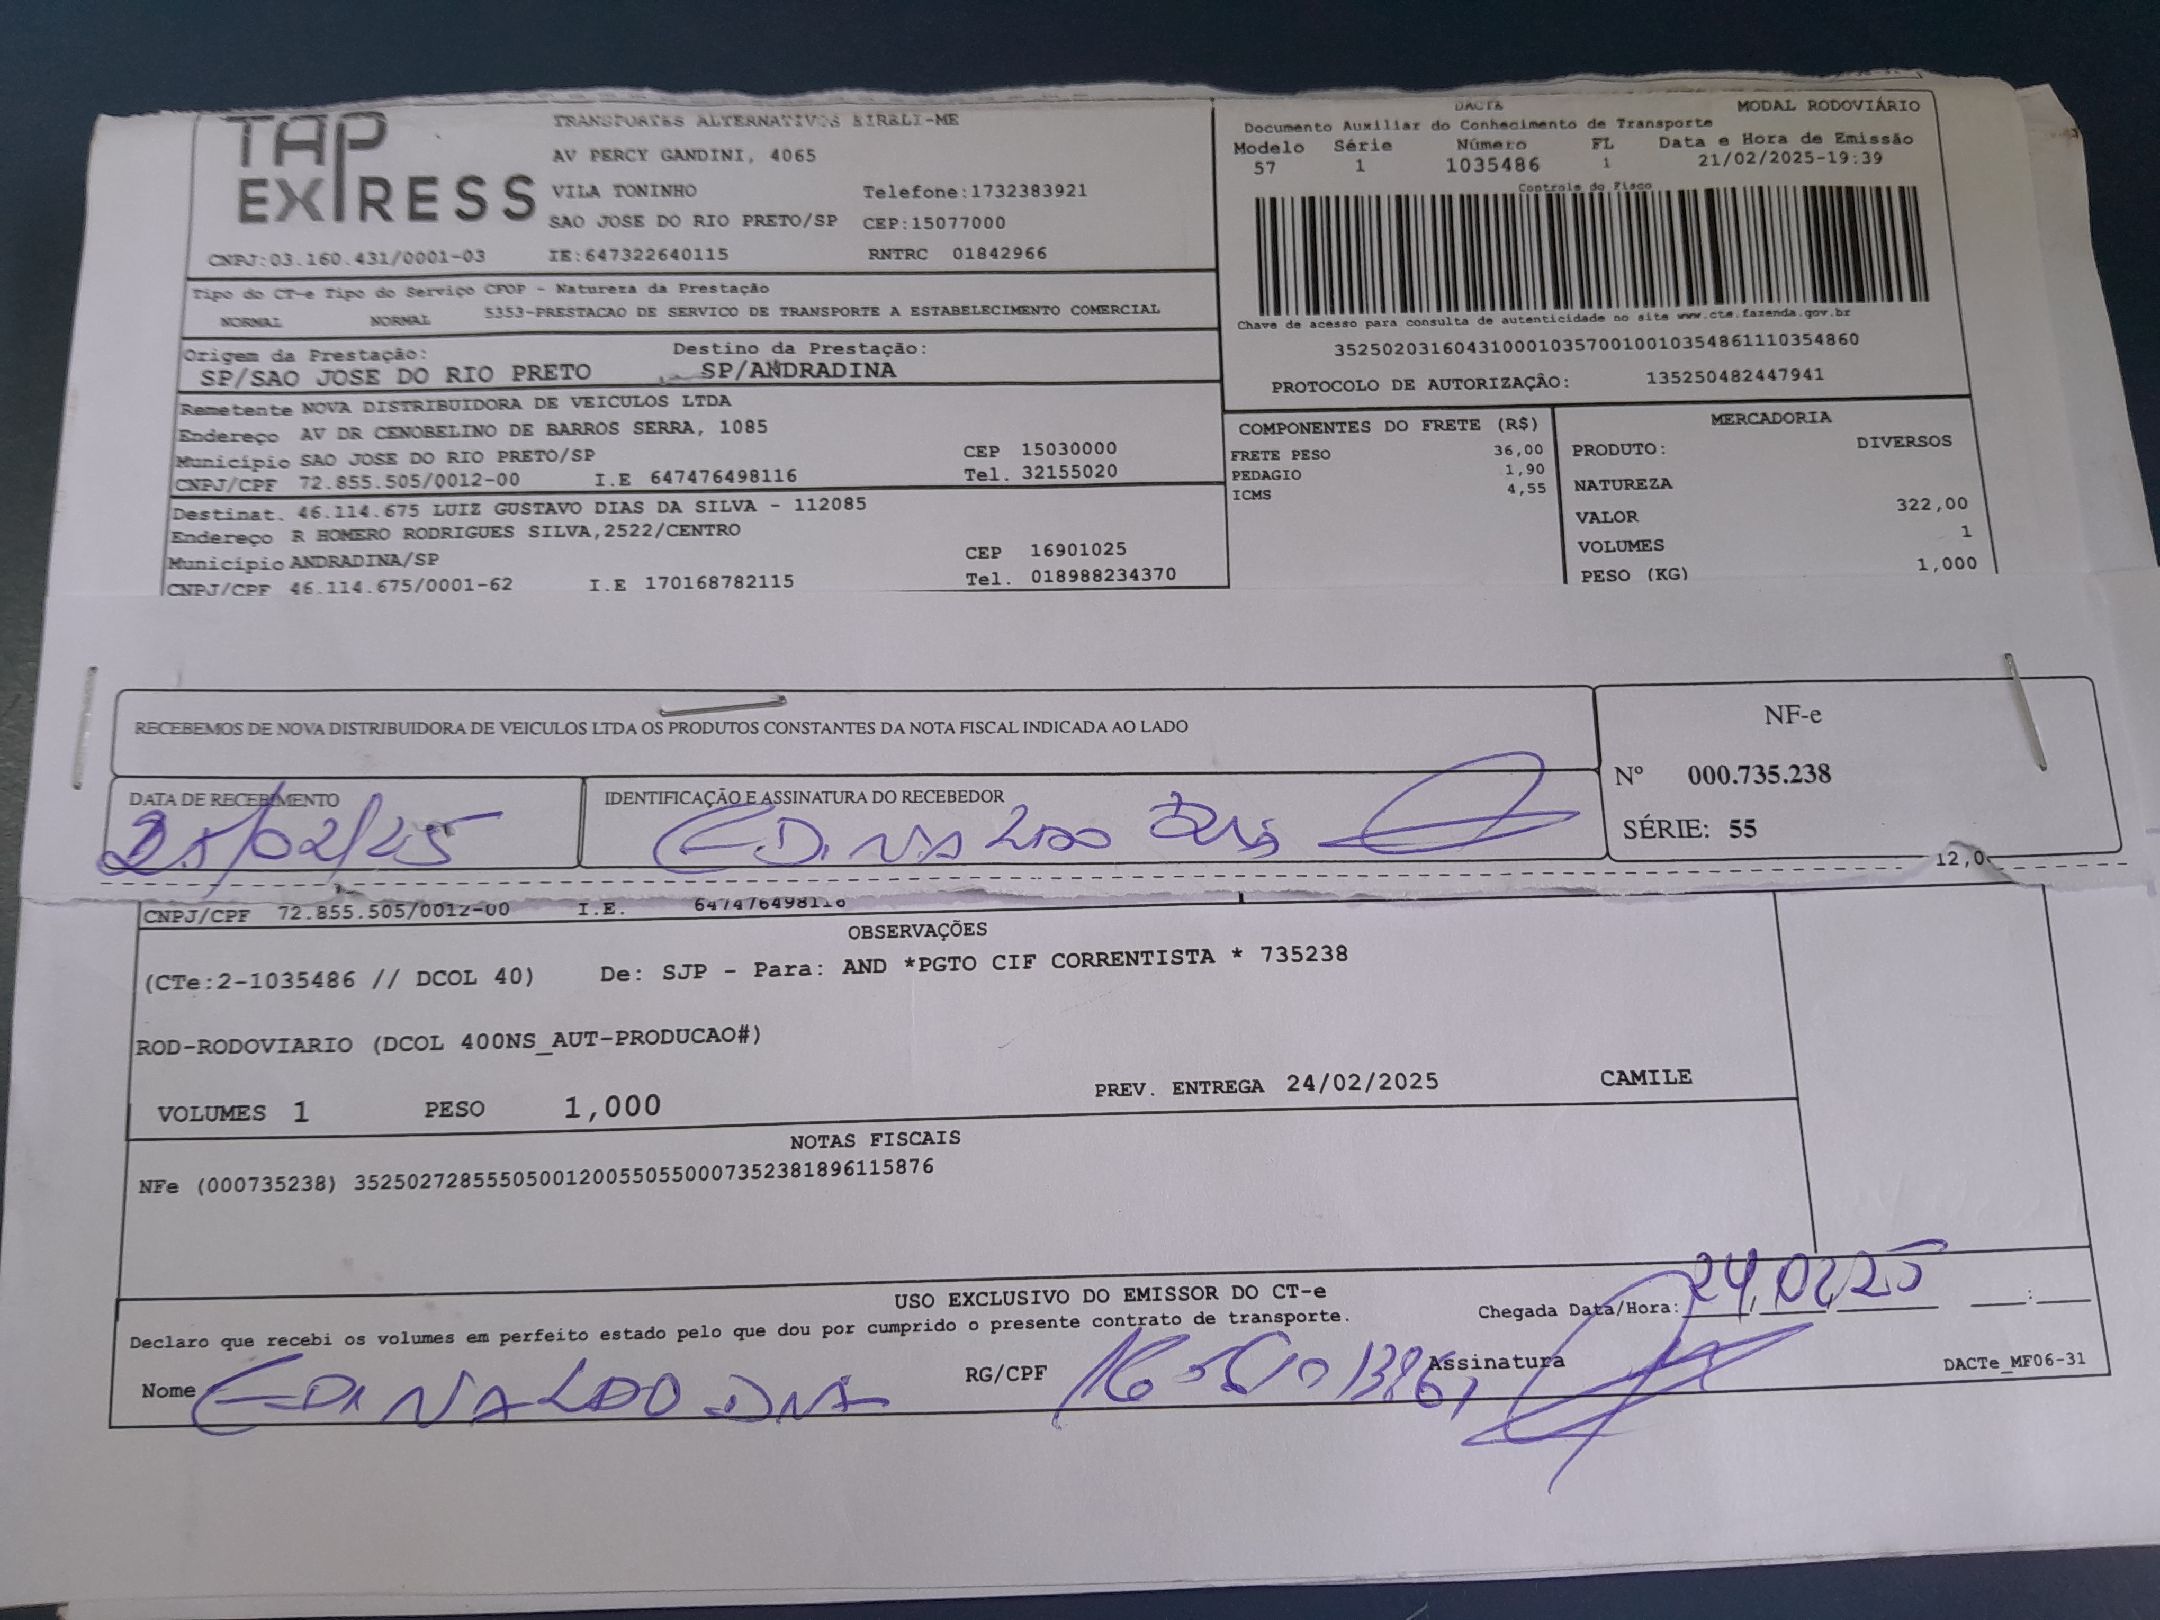 TAP
EXPRESS
TRANSPORTES ALTERNATIVOS EIRELI-ME
AV PERCY GANDINI, 4065
VILA TONINHO Telefone:1732383921
SAO JOSE DO RIO PRETO/SP CEP:15077000
CNPJ:03.160.431/0001-03 IE:647322640115 RNTRC 01842966
DACTE MODAL RODOVIÁRIO
Documento Auxiliar do Conhecimento de Transporte
Modelo Série Número FL Data e Hora de Emissão
57 1 1035486 1 21/02/2025-19:39
Controle do Fisco
Chave de acesso para consulta de autenticidade no site www.cte.fazenda.gov.br
35250203160431000103570010010354861110354860
PROTOCOLO DE AUTORIZAÇÃO: 135250482447941
Tipo do CT-e Tipo do Serviço CFOP - Natureza da Prestação
NORMAL NORMAL 5353-PRESTACAO DE SERVICO DE TRANSPORTE A ESTABELECIMENTO COMERCIAL
Origem da Prestação: Destino da Prestação:
SP/SAO JOSE DO RIO PRETO SP/ANDRADINA
Remetente NOVA DISTRIBUIDORA DE VEICULOS LTDA
Endereço AV DR CENOBELINO DE BARROS SERRA, 1085
Município SAO JOSE DO RIO PRETO/SP CEP 15030000
CNPJ/CPF 72.855.505/0012-00 I.E 647476498116 Tel. 32155020
Destinat. 46.114.675 LUIZ GUSTAVO DIAS DA SILVA - 112085
Endereço R HOMERO RODRIGUES SILVA,2522/CENTRO
Município ANDRADINA/SP CEP 16901025
CNPJ/CPF 46.114.675/0001-62 I.E 170168782115 Tel. 018988234370
COMPONENTES DO FRETE (R$)
FRETE PESO 36,00
PEDAGIO 1,90
ICMS 4,55
MERCADORIA
PRODUTO: DIVERSOS
NATUREZA
VALOR 322,00
VOLUMES 1
PESO (KG) 1,000
RECEBEMOS DE NOVA DISTRIBUIDORA DE VEICULOS LTDA OS PRODUTOS CONSTANTES DA NOTA FISCAL INDICADA AO LADO
NF-e
Nº 000.735.238
SÉRIE: 55
DATA DE RECEBIMENTO IDENTIFICAÇÃO E ASSINATURA DO RECEBEDOR
25/02/25 EDINALDO DIAS
12,0
CNPJ/CPF 72.855.505/0012-00 I.E. 647476498116
OBSERVAÇÕES
(CTe:2-1035486 // DCOL 40) De: SJP - Para: AND *PGTO CIF CORRENTISTA * 735238
ROD-RODOVIARIO (DCOL 400NS_AUT-PRODUCAO#)
PREV. ENTREGA 24/02/2025 CAMILE
VOLUMES 1 PESO 1,000
NOTAS FISCAIS
NFe (000735238) 35250272855505001200550550007352381896115876
USO EXCLUSIVO DO EMISSOR DO CT-e
Declaro que recebi os volumes em perfeito estado pelo que dou por cumprido o presente contrato de transporte.
Chegada Data/Hora: 24/02/25 ___:___
Nome EDINALDO DIAS RG/CPF Assinatura
DACTe_MF06-31